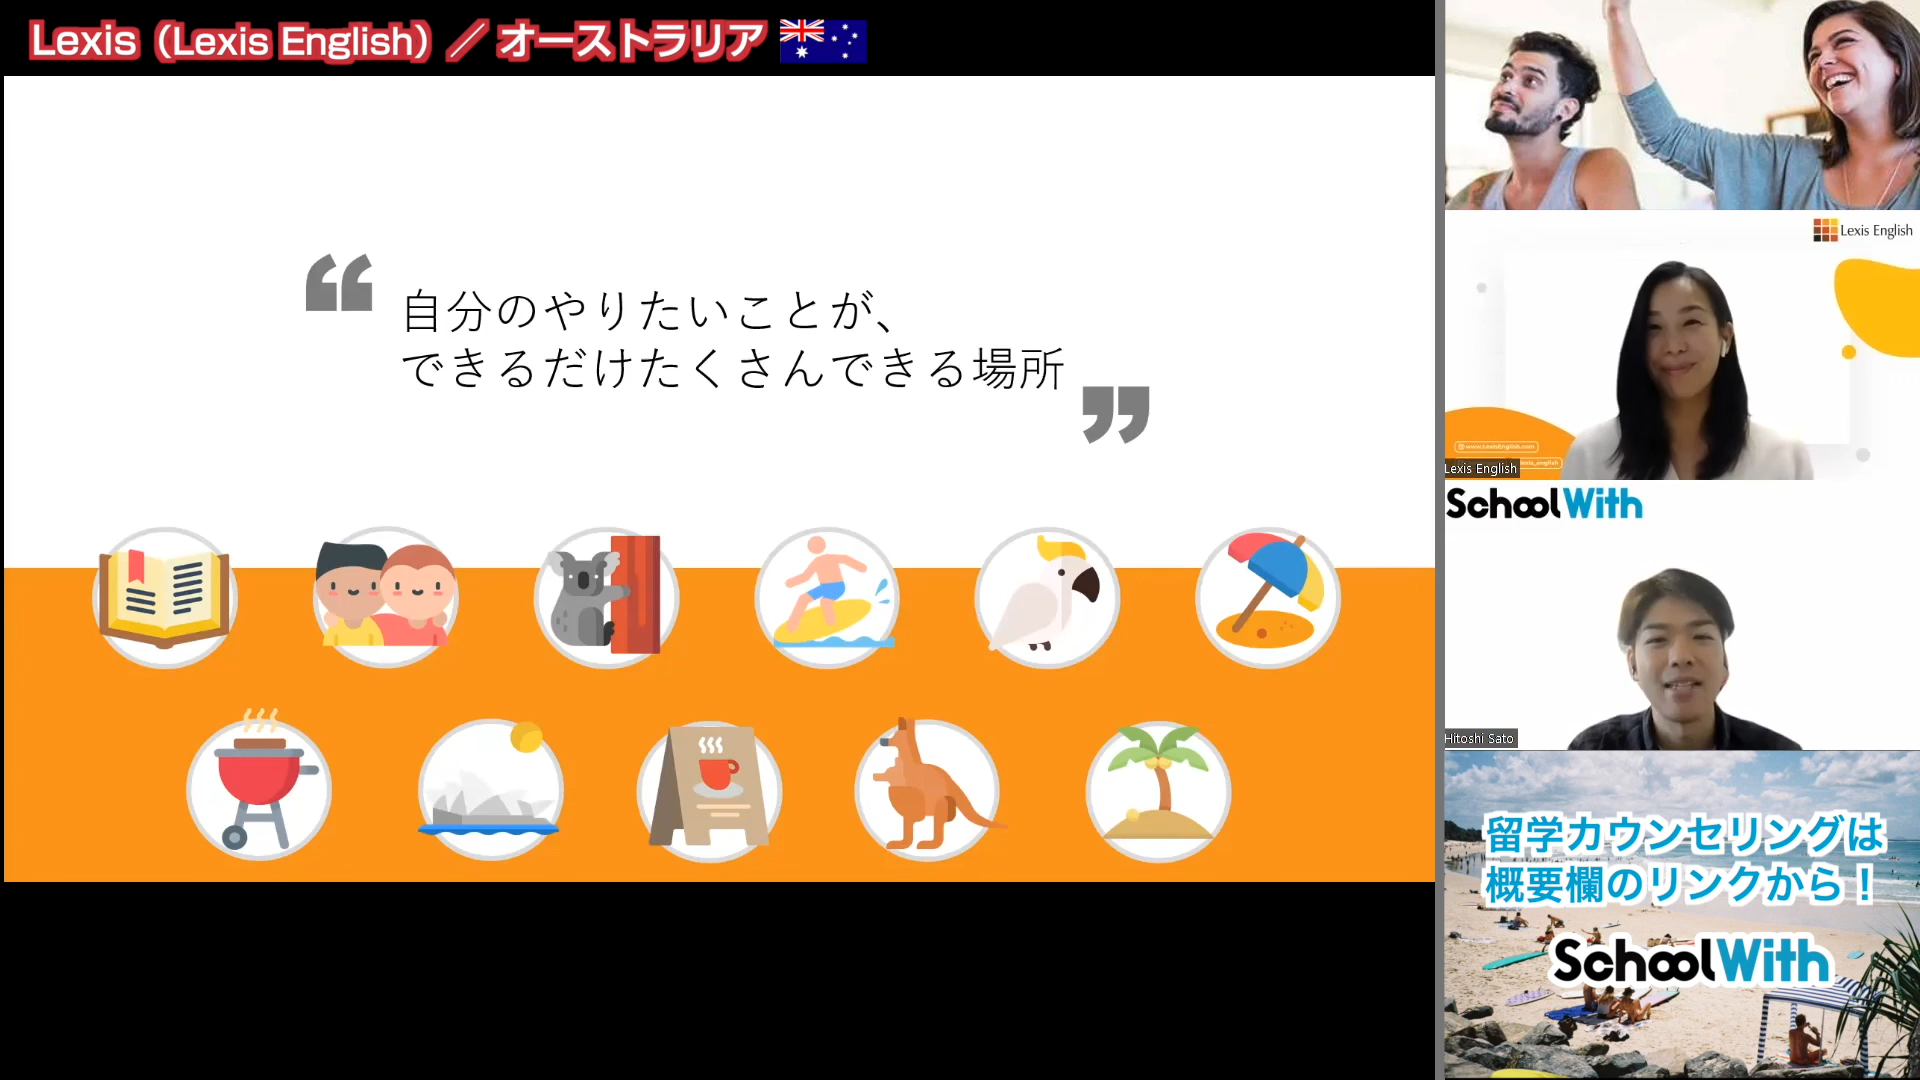 Lexis（Lexis English）／ オーストラリア
“ 自分のやりたいことが、
できるだけたくさんできる場所 ”
Lexis English
www.LexisEnglish.com
Lexis English
SchoolWith
Hitoshi Sato
留学カウンセリングは
概要欄のリンクから！
SchoolWith